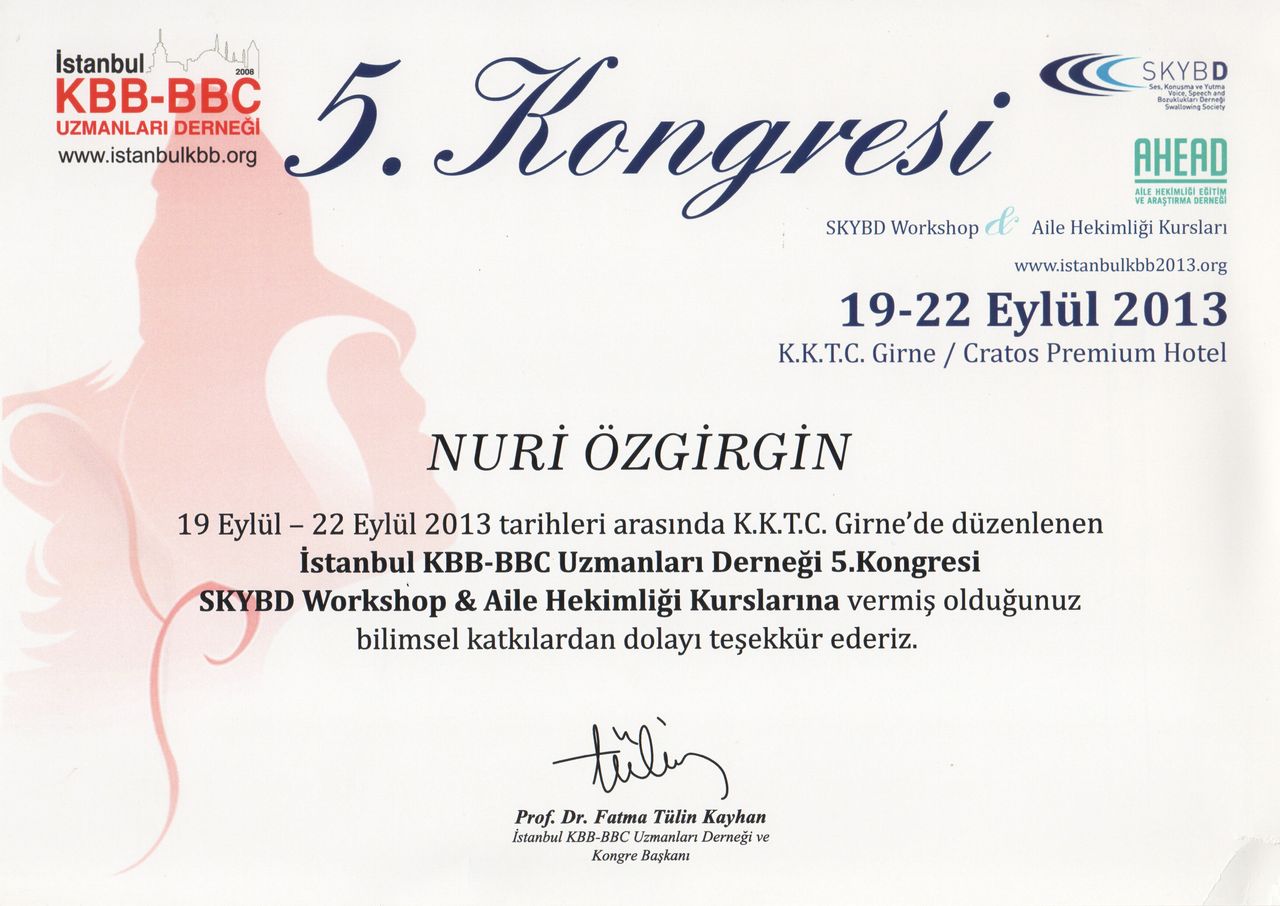 İstanbul
2008
KBB-BBC
UZMANLARI DERNEĞİ
www.istanbulkbb.org
5. Kongresi
SKYBD
Ses, Konuşma ve Yutma
Voice, Speech and
Bozuklukları Derneği
Swallowing Society
AHEAD
AİLE HEKİMLİĞİ EĞİTİM
VE ARAŞTIRMA DERNEĞİ
SKYBD Workshop & Aile Hekimliği Kursları
www.istanbulkbb2013.org
19-22 Eylül 2013
K.K.T.C. Girne / Cratos Premium Hotel
NURİ ÖZGİRGİN
19 Eylül – 22 Eylül 2013 tarihleri arasında K.K.T.C. Girne’de düzenlenen
İstanbul KBB-BBC Uzmanları Derneği 5.Kongresi
SKYBD Workshop & Aile Hekimliği Kurslarına vermiş olduğunuz
bilimsel katkılardan dolayı teşekkür ederiz.
tülin
Prof. Dr. Fatma Tülin Kayhan
İstanbul KBB-BBC Uzmanları Derneği ve
Kongre Başkanı